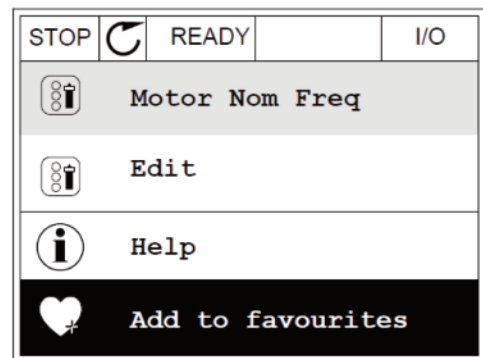 STOP READY I/O
Motor Nom Freq
Edit
Help
Add to favourites